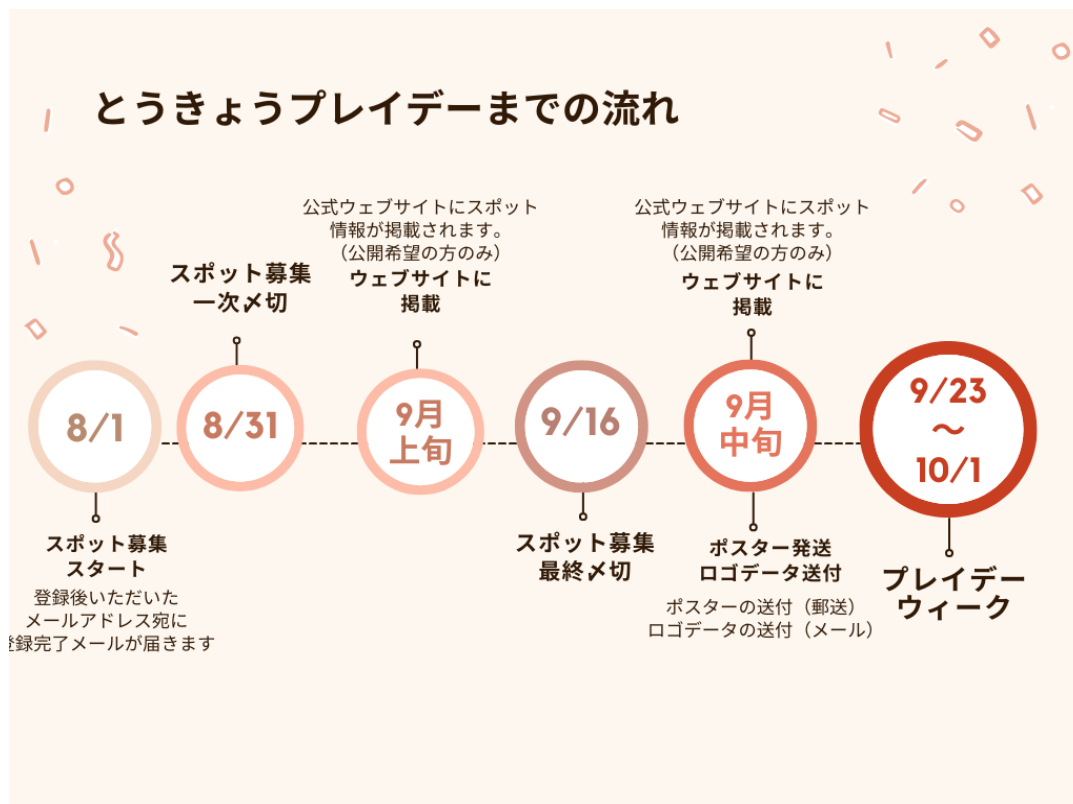 とうきょうプレイデーまでの流れ
8/1
スポット募集
スタート
登録後いただいた
メールアドレス宛に
登録完了メールが届きます
スポット募集
一次〆切
8/31
公式ウェブサイトにスポット
情報が掲載されます。
（公開希望の方のみ）
ウェブサイトに
掲載
9月
上旬
9/16
スポット募集
最終〆切
公式ウェブサイトにスポット
情報が掲載されます。
（公開希望の方のみ）
ウェブサイトに
掲載
9月
中旬
ポスター発送
ロゴデータ送付
ポスターの送付（郵送）
ロゴデータの送付（メール）
9/23
〜
10/1
プレイデー
ウィーク